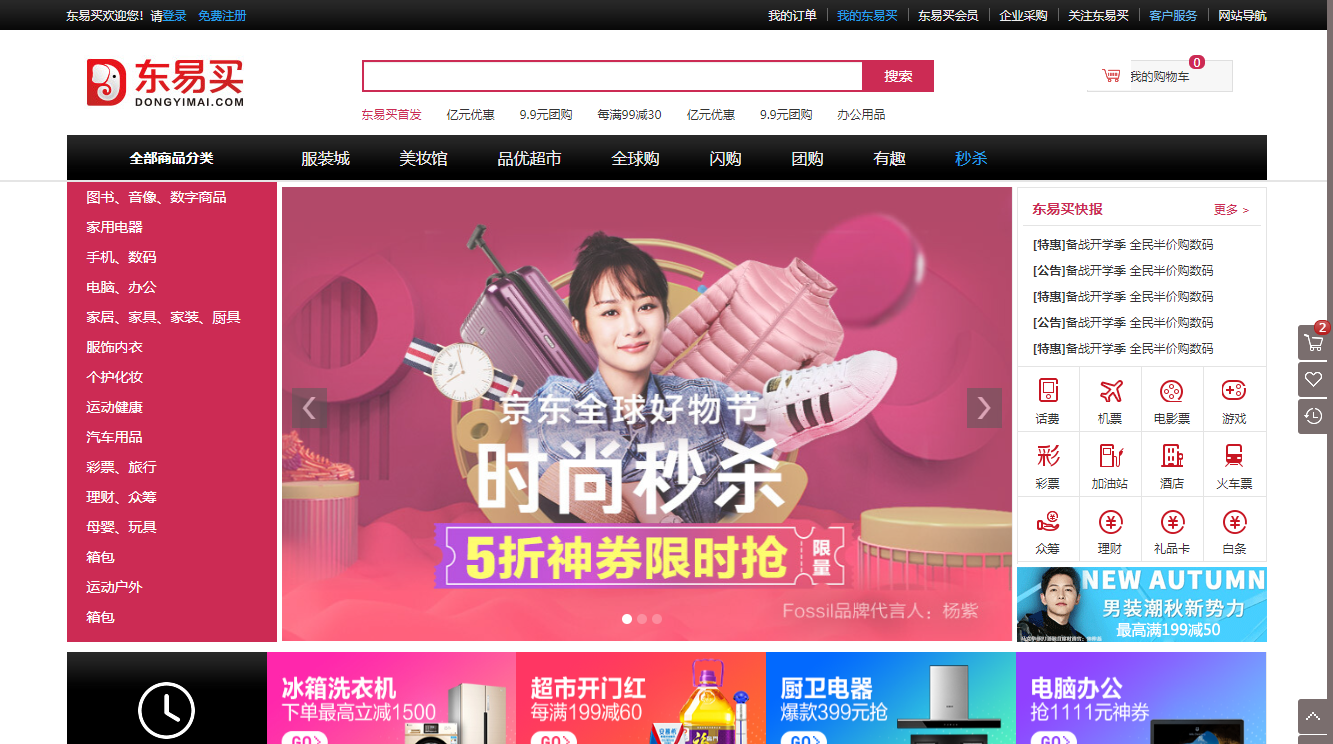 东易买欢迎您！请登录 免费注册
我的订单 我的东易买 东易买会员 企业采购 关注东易买 客户服务 网站导航
东易买
DONGYIMAI.COM
搜索
我的购物车 0
东易买首发 亿元优惠 9.9元团购 每满99减30 亿元优惠 9.9元团购 办公用品
全部商品分类 服装城 美妆馆 品优超市 全球购 闪购 团购 有趣 秒杀
图书、音像、数字商品
家用电器
手机、数码
电脑、办公
家居、家具、家装、厨具
服饰内衣
个护化妆
运动健康
汽车用品
彩票、旅行
理财、众筹
母婴、玩具
箱包
运动户外
箱包
京东全球好物节
时尚秒杀
5折神券限时抢
限量
Fossil品牌代言人：杨紫
东易买快报 更多 >
[特惠]备战开学季 全民半价购数码
[公告]备战开学季 全民半价购数码
[特惠]备战开学季 全民半价购数码
[公告]备战开学季 全民半价购数码
[特惠]备战开学季 全民半价购数码
话费 机票 电影票 游戏
彩
彩票 加油站 酒店 火车票
众筹 理财 礼品卡 白条
NEW AUTUMN
男装潮秋新势力
最高满199减50
2
冰箱洗衣机
下单最高立减1500
GO>
超市开门红
每满199减60
GO>
厨卫电器
爆款399元抢
GO>
电脑办公
抢1111元神券
GO>